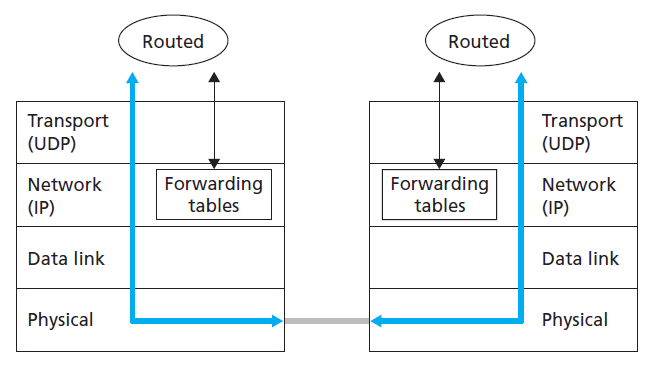 Routed
Routed
Transport
(UDP)
Transport
(UDP)
Network
(IP)
Forwarding
tables
Forwarding
tables
Network
(IP)
Data link
Data link
Physical
Physical